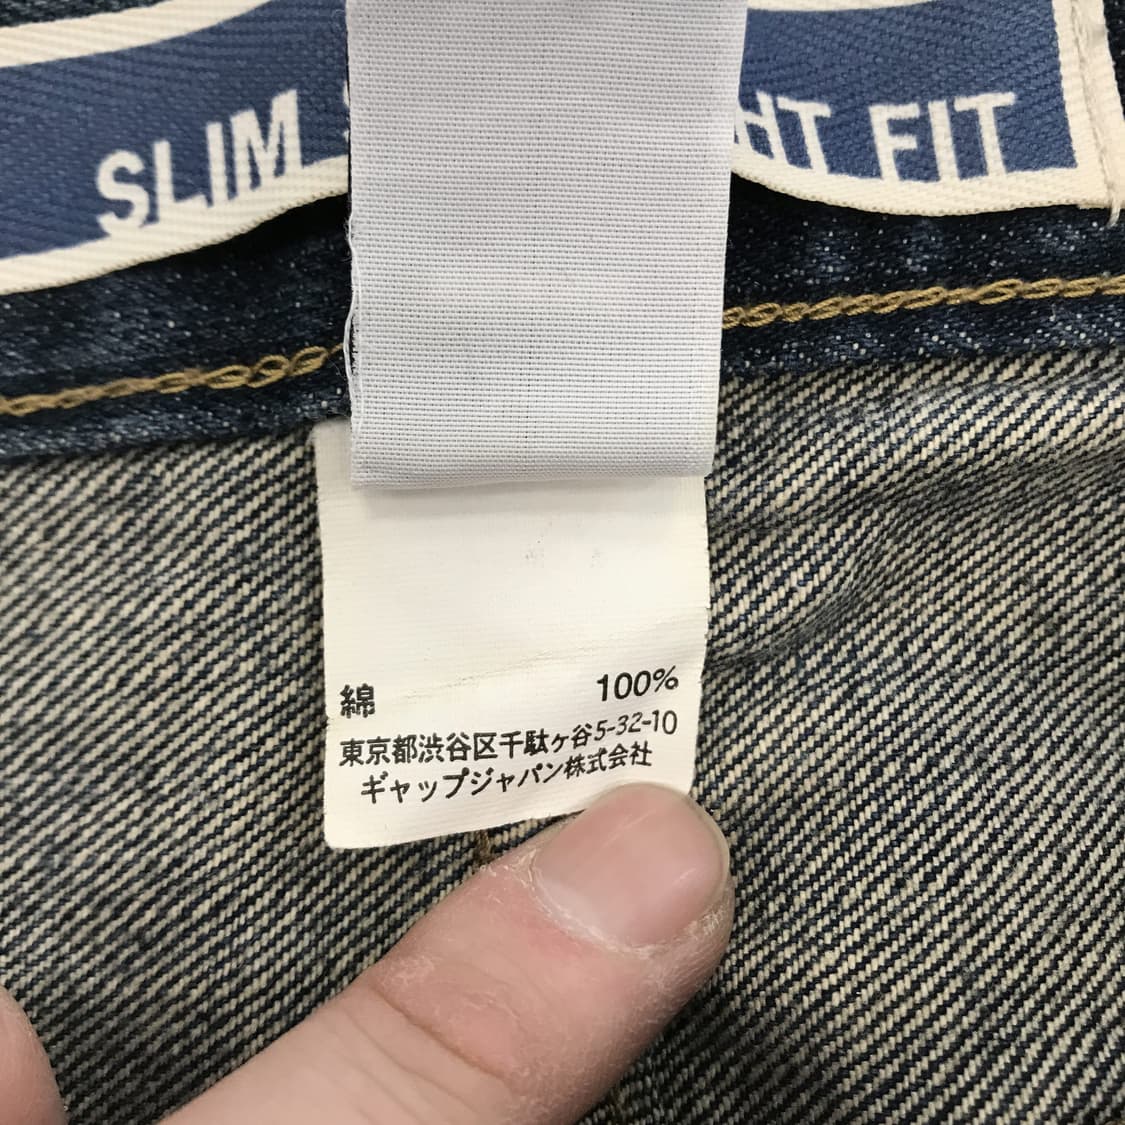 SLIM
HT FIT
綿 100%
東京都渋谷区千駄ヶ谷5-32-10
ギャップジャパン株式会社